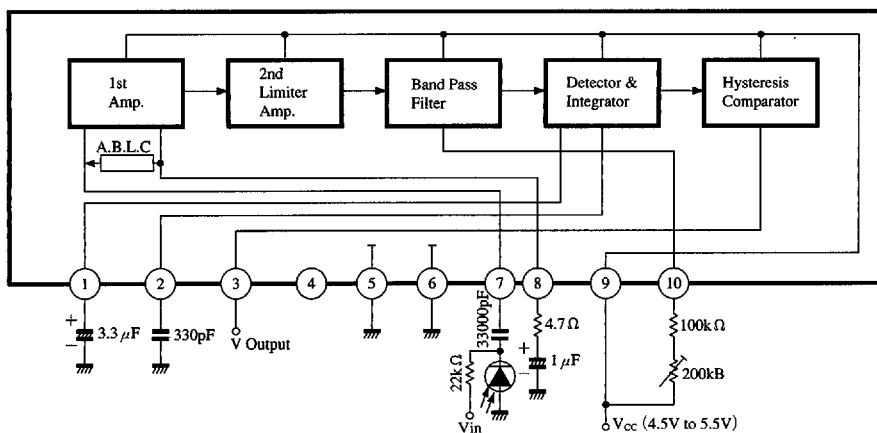 1st
Amp.
2nd
Limiter
Amp.
Band Pass
Filter
Detector &
Integrator
Hysteresis
Comparator
A.B.L.C
1
2
3
4
5
6
7
8
9
10
+
3.3 μF
−
330pF
V Output
33000pF
22kΩ
Vin
4.7Ω
+
1 μF
−
100kΩ
200kB
VCC (4.5V to 5.5V)